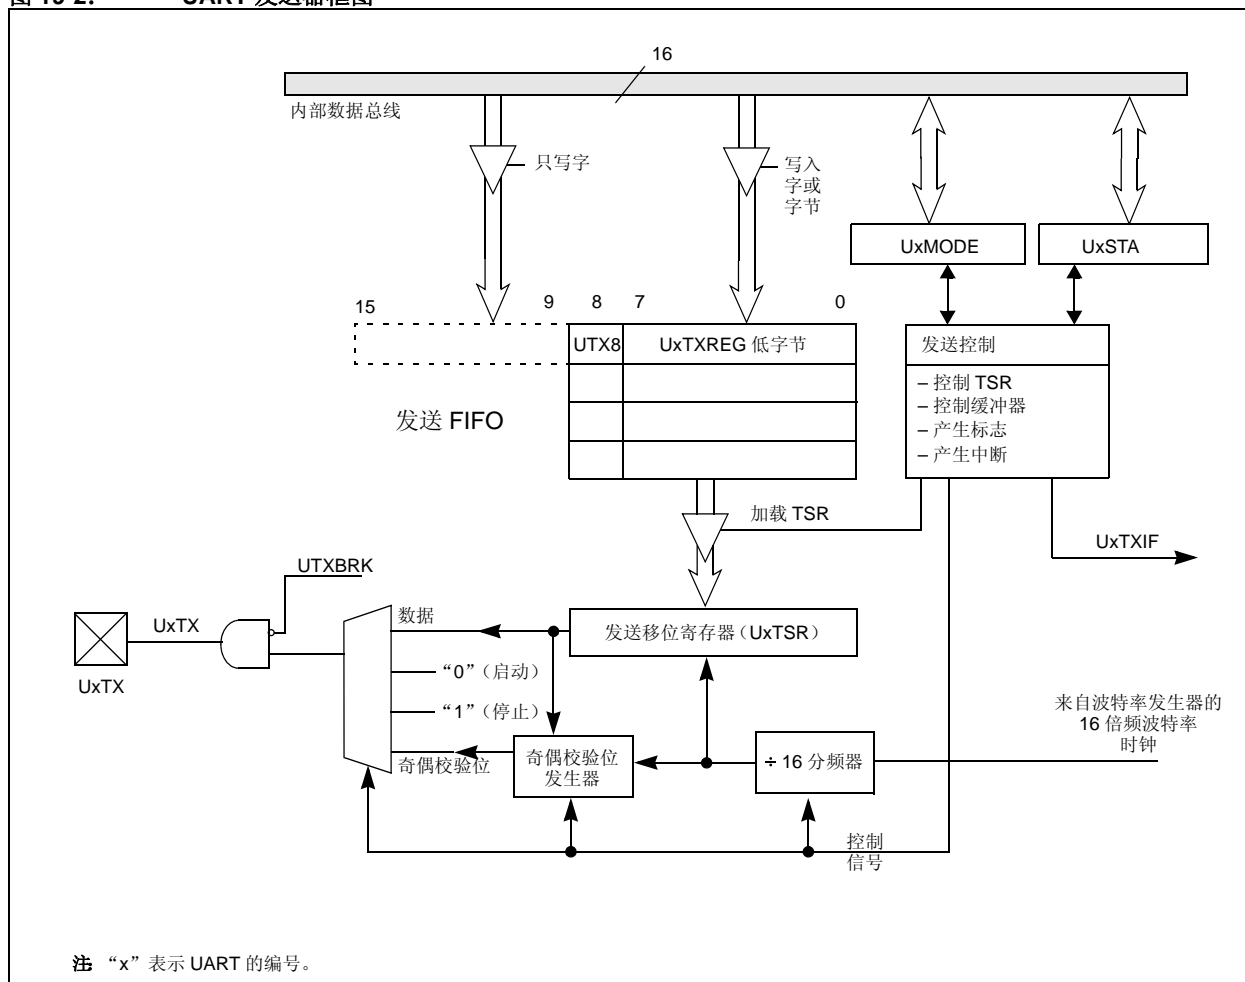 UART 发送器框图
16
内部数据总线
只写字
写入
字或
字节
UxMODE
UxSTA
15
9
8
7
0
UTX8
UxTXREG 低字节
发送控制
– 控制 TSR
– 控制缓冲器
– 产生标志
– 产生中断
发送 FIFO
加载 TSR
UxTXIF
UTXBRK
UxTX
UxTX
数据
发送移位寄存器(UxTSR)
“0”(启动)
“1”(停止)
奇偶校验位
奇偶校验位
发生器
÷ 16 分频器
来自波特率发生器的
16 倍频波特率
时钟
控制
信号
注: “x”表示 UART 的编号。